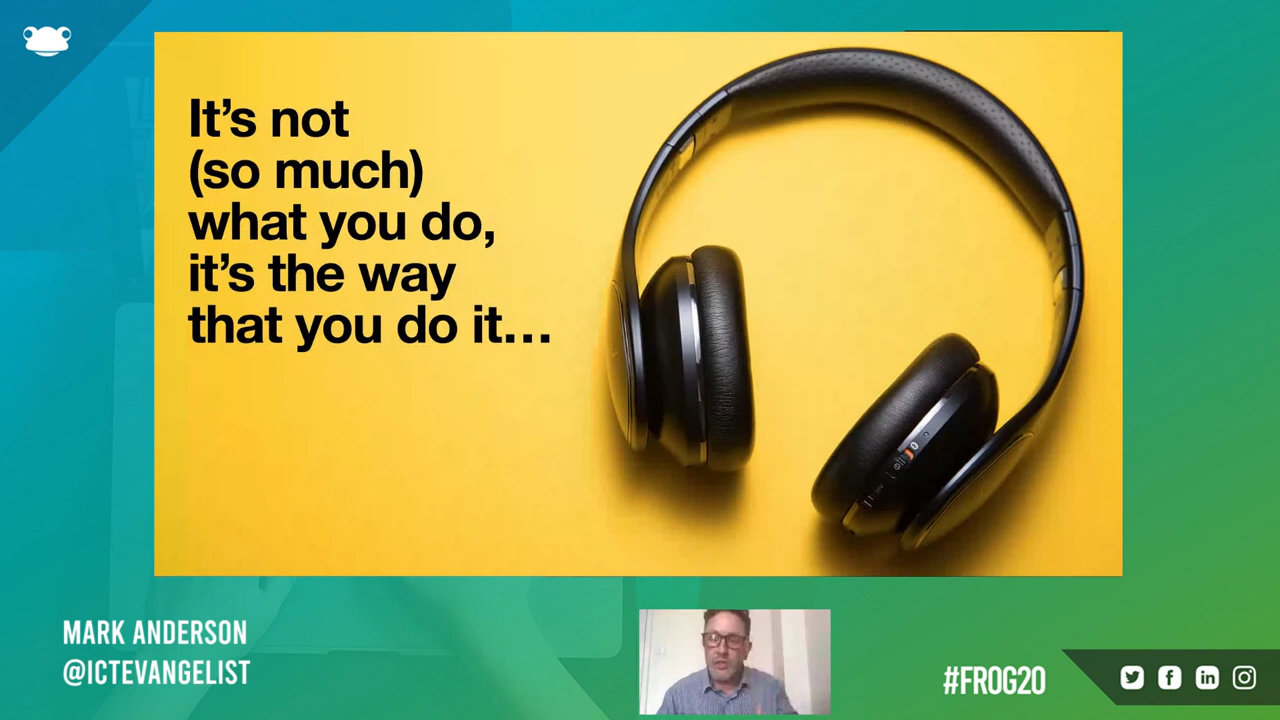 It’s not
(so much)
what you do,
it’s the way
that you do it…
MARK ANDERSON
@ICTEVANGELIST
#FROG20